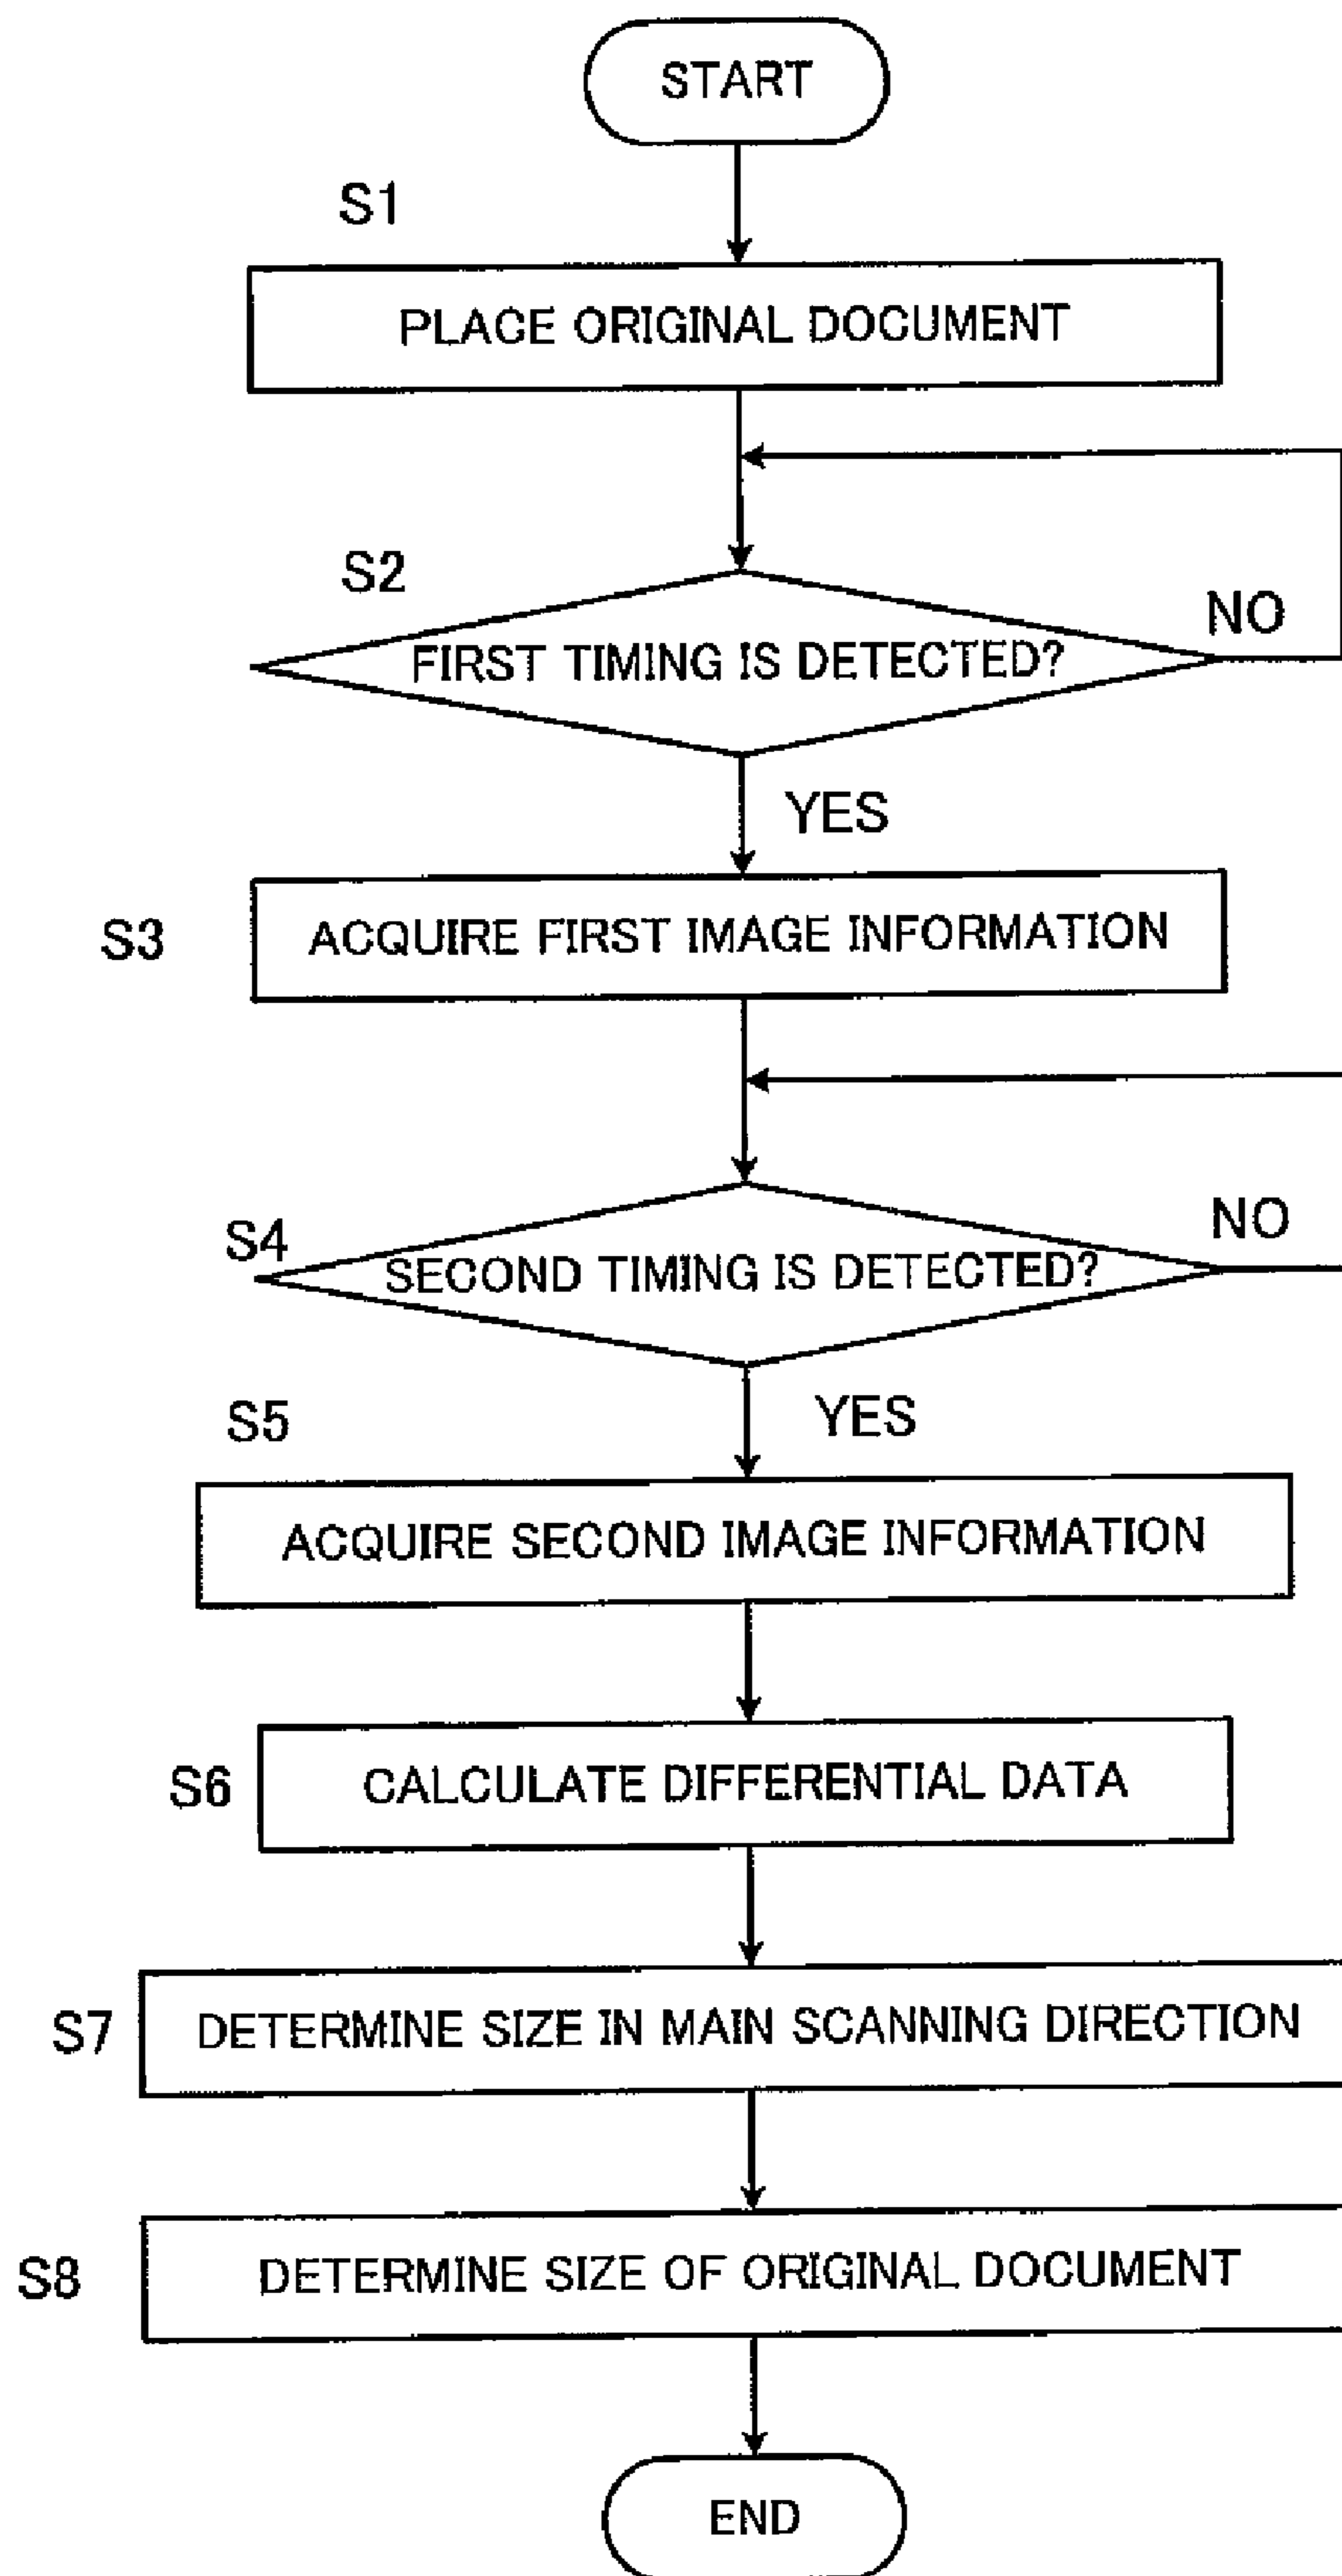 START
S1
PLACE ORIGINAL DOCUMENT
S2
NO
FIRST TIMING IS DETECTED?
YES
S3
ACQUIRE FIRST IMAGE INFORMATION
S4
NO
SECOND TIMING IS DETECTED?
YES
S5
ACQUIRE SECOND IMAGE INFORMATION
S6
CALCULATE DIFFERENTIAL DATA
S7
DETERMINE SIZE IN MAIN SCANNING DIRECTION
S8
DETERMINE SIZE OF ORIGINAL DOCUMENT
END